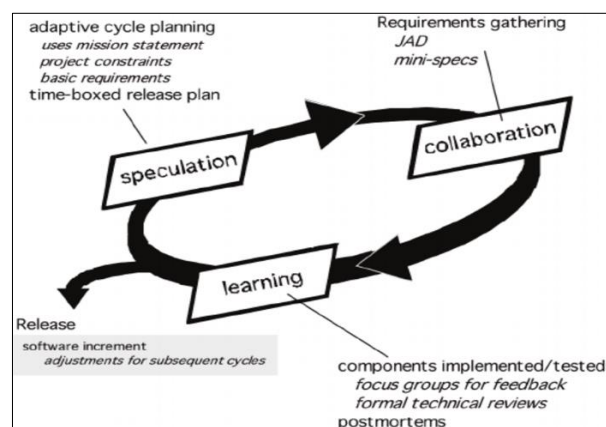 adaptive cycle planning
uses mission statement
project constraints
basic requirements
time-boxed release plan
Requirements gathering
JAD
mini-specs
speculation
collaboration
learning
Release
software increment
adjustments for subsequent cycles
components implemented/tested
focus groups for feedback
formal technical reviews
postmortems